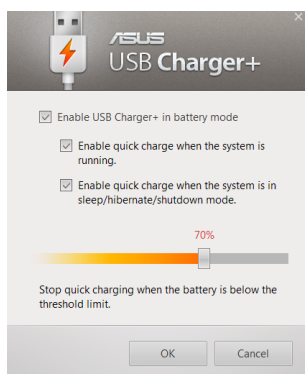 ASUS
USB Charger+
Enable USB Charger+ in battery mode
Enable quick charge when the system is
running.
Enable quick charge when the system is in
sleep/hibernate/shutdown mode.
70%
Stop quick charging when the battery is below the
threshold limit.
OK
Cancel